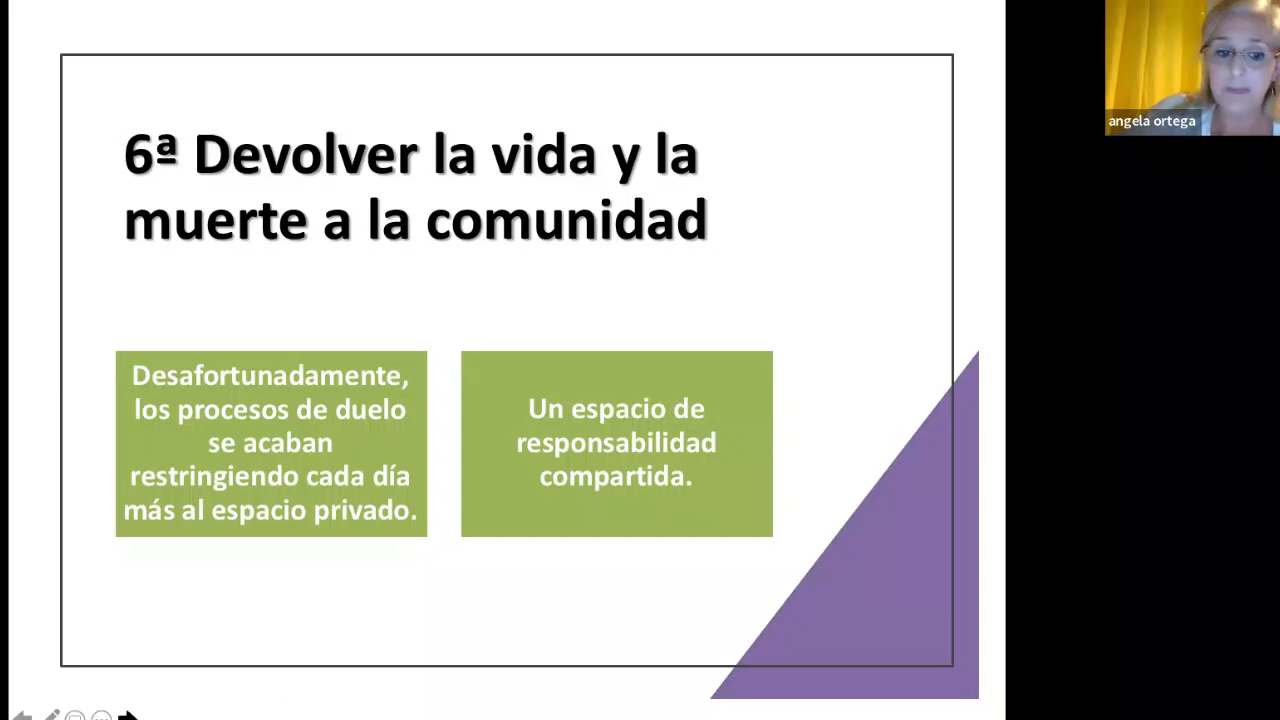 6ª Devolver la vida y la
muerte a la comunidad
Desafortunadamente,
los procesos de duelo
se acaban
restringiendo cada día
más al espacio privado.
Un espacio de
responsabilidad
compartida.
angela ortega